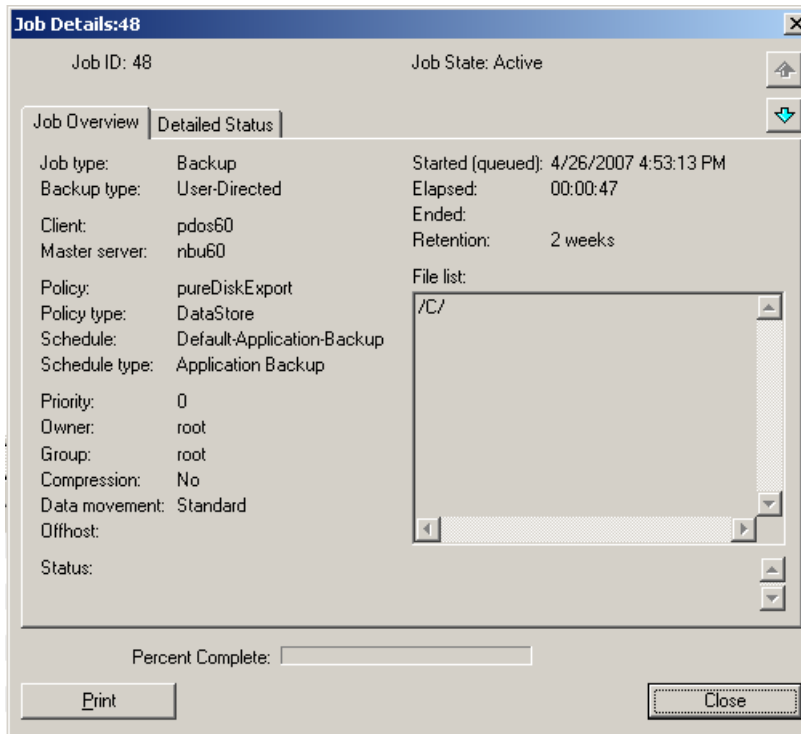 Job Details:48
Job ID: 48
Job State: Active
Job Overview
Detailed Status
Job type: Backup
Backup type: User-Directed
Client: pdos60
Master server: nbu60
Policy: pureDiskExport
Policy type: DataStore
Schedule: Default-Application-Backup
Schedule type: Application Backup
Priority: 0
Owner: root
Group: root
Compression: No
Data movement: Standard
Offhost:
Status:
Started (queued): 4/26/2007 4:53:13 PM
Elapsed: 00:00:47
Ended:
Retention: 2 weeks
File list:
/C/
Percent Complete:
Print
Close